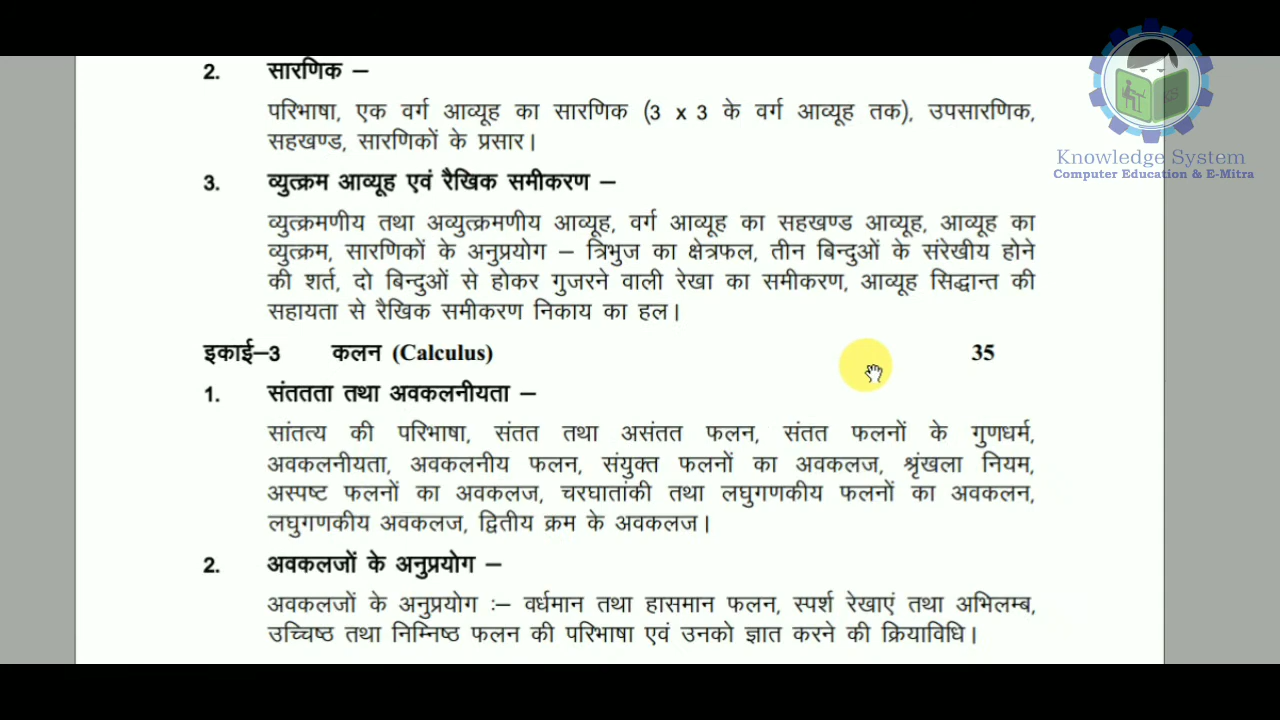 2. सारणिक –
परिभाषा, एक वर्ग आव्यूह का सारणिक (3 x 3 के वर्ग आव्यूह तक), उपसारणिक,
सहखण्ड, सारणिकों के प्रसार।
3. व्युत्क्रम आव्यूह एवं रैखिक समीकरण –
व्युत्क्रमणीय तथा अव्युत्क्रमणीय आव्यूह, वर्ग आव्यूह का सहखण्ड आव्यूह, आव्यूह का
व्युत्क्रम, सारणिकों के अनुप्रयोग – त्रिभुज का क्षेत्रफल, तीन बिन्दुओं के संरेखीय होने
की शर्त, दो बिन्दुओं से होकर गुजरने वाली रेखा का समीकरण, आव्यूह सिद्धान्त की
सहायता से रैखिक समीकरण निकाय का हल।
इकाई–3 कलन (Calculus) 35
1. संततता तथा अवकलनीयता –
सांतत्य की परिभाषा, संतत तथा असंतत फलन, संतत फलनों के गुणधर्म,
अवकलनीयता, अवकलनीय फलन, संयुक्त फलनों का अवकलज, श्रृंखला नियम,
अस्पष्ट फलनों का अवकलज, चरघातांकी तथा लघुगणकीय फलनों का अवकलन,
लघुगणकीय अवकलज, द्वितीय क्रम के अवकलज।
2. अवकलजों के अनुप्रयोग –
अवकलजों के अनुप्रयोग :– वर्धमान तथा हासमान फलन, स्पर्श रेखाएं तथा अभिलम्ब,
उच्चिष्ठ तथा निम्निष्ठ फलन की परिभाषा एवं उनको ज्ञात करने की क्रियाविधि।
KS
Knowledge System
Computer Education & E-Mitra